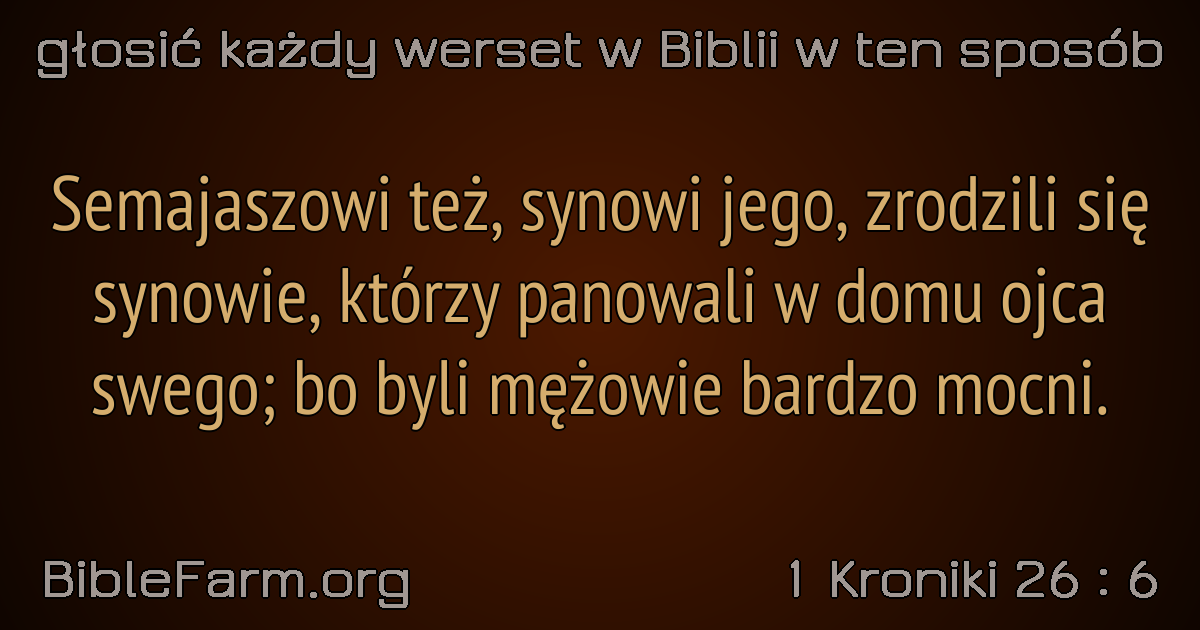 głosić każdy werset w Biblii w ten sposób
Semajaszowi też, synowi jego, zrodzili się
synowie, którzy panowali w domu ojca
swego; bo byli mężowie bardzo mocni.
BibleFarm.org
1 Kroniki 26 : 6